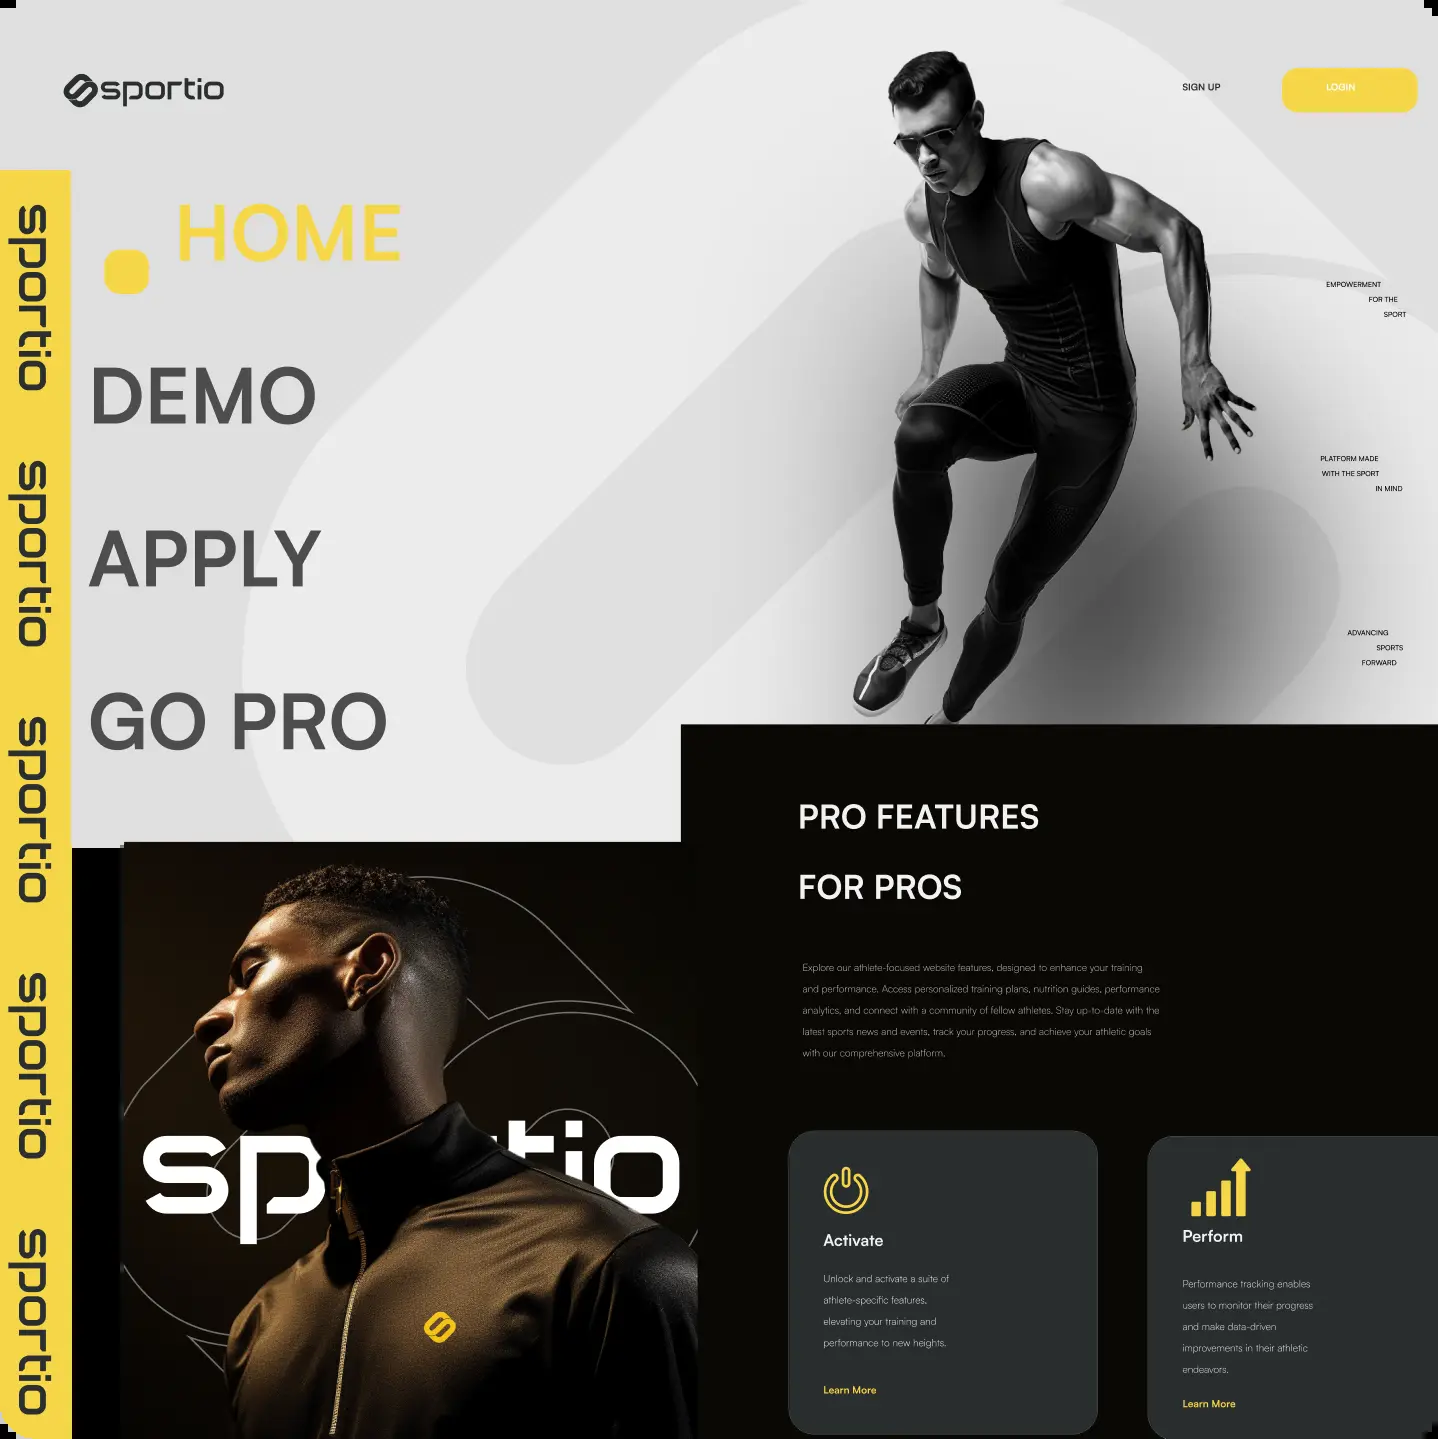 sportio
SIGN UP
LOGIN
sportio
sportio
sportio
sportio
sportio
HOME
DEMO
APPLY
GO PRO
EMPOWERMENT
FOR THE
SPORT
PLATFORM MADE
WITH THE SPORT
IN MIND
ADVANCING
SPORTS
FORWARD
PRO FEATURES
FOR PROS
Explore our athlete-focused website features, designed to enhance your training
and performance. Access personalized training plans, nutrition guides, performance
analytics, and connect with a community of fellow athletes. Stay up-to-date with the
latest sports news and events, track your progress, and achieve your athletic goals
with our comprehensive platform.
sp tio
Activate
Unlock and activate a suite of
athlete-specific features,
elevating your training and
performance to new heights.
Learn More
Perform
Performance tracking enables
users to monitor their progress
and make data-driven
improvements in their athletic
endeavors.
Learn More